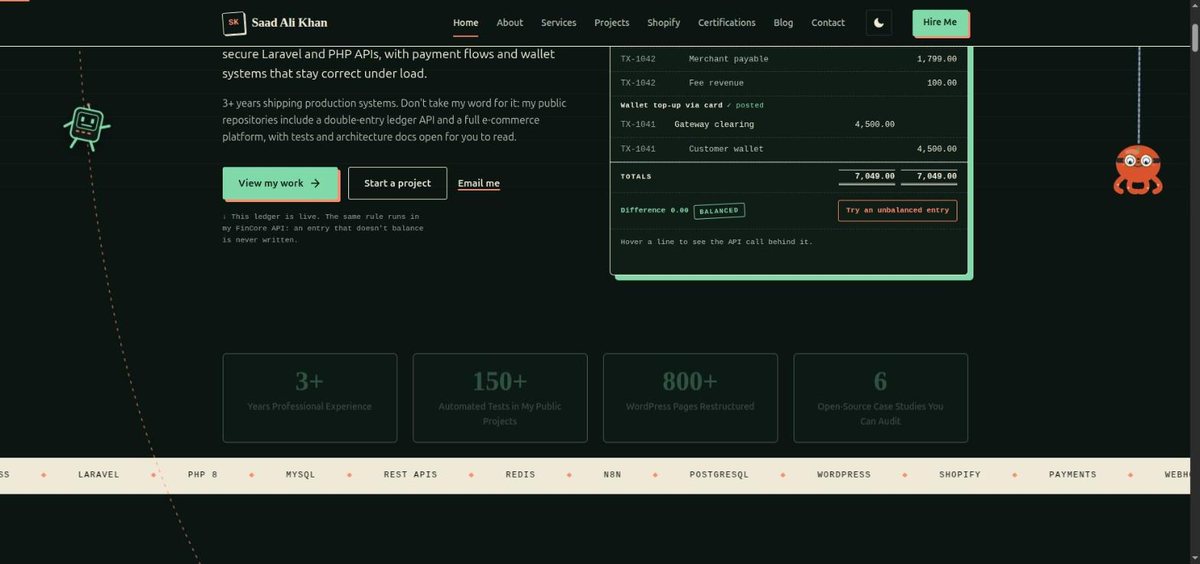 SK Saad Ali Khan Home About Services Projects Shopify Certifications Blog Contact Hire Me
secure Laravel and PHP APIs, with payment flows and wallet
systems that stay correct under load.
3+ years shipping production systems. Don't take my word for it: my public
repositories include a double-entry ledger API and a full e-commerce
platform, with tests and architecture docs open for you to read.
View my work → Start a project Email me
↓ This ledger is live. The same rule runs in
my FinCore API: an entry that doesn't balance
is never written.
TX-1042 Merchant payable 1,799.00
TX-1042 Fee revenue 100.00
Wallet top-up via card ✓ posted
TX-1041 Gateway clearing 4,500.00
TX-1041 Customer wallet 4,500.00
TOTALS 7,049.00 7,049.00
Difference 0.00 BALANCED Try an unbalanced entry
Hover a line to see the API call behind it.
3+
Years Professional Experience
150+
Automated Tests in My Public
Projects
800+
WordPress Pages Restructured
6
Open-Source Case Studies You
Can Audit
SS ◆ LARAVEL ◆ PHP 8 ◆ MYSQL ◆ REST APIS ◆ REDIS ◆ N8N ◆ POSTGRESQL ◆ WORDPRESS ◆ SHOPIFY ◆ PAYMENTS ◆ WEBH